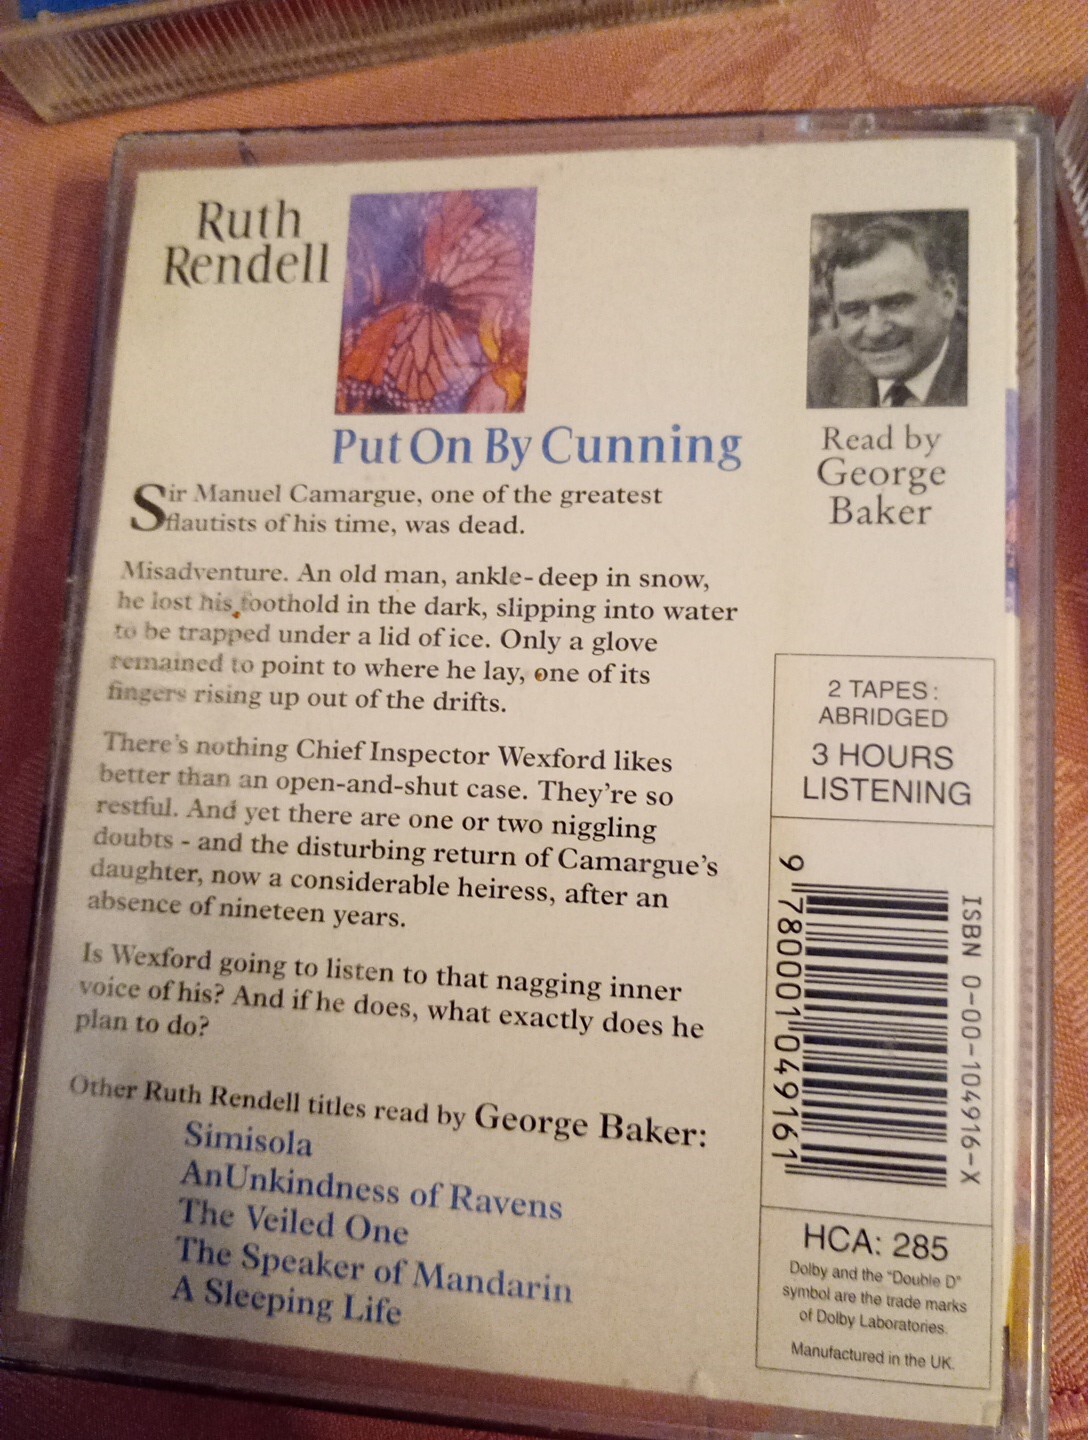 Ruth
Rendell
Put On By Cunning
Read by
George
Baker
Sir Manuel Camargue, one of the greatest
flautists of his time, was dead.
Misadventure. An old man, ankle-deep in snow,
he lost his foothold in the dark, slipping into water
to be trapped under a lid of ice. Only a glove
remained to point to where he lay, one of its
fingers rising up out of the drifts.
There's nothing Chief Inspector Wexford likes
better than an open-and-shut case. They're so
restful. And yet there are one or two niggling
doubts - and the disturbing return of Camargue's
daughter, now a considerable heiress, after an
absence of nineteen years.
Is Wexford going to listen to that nagging inner
voice of his? And if he does, what exactly does he
plan to do?
Other Ruth Rendell titles read by George Baker:
Simisola
AnUnkindness of Ravens
The Veiled One
The Speaker of Mandarin
A Sleeping Life
2 TAPES:
ABRIDGED
3 HOURS
LISTENING
ISBN 0-00-104916-X
9 780001 049161
HCA: 285
Dolby and the "Double D"
symbol are the trade marks
of Dolby Laboratories.
Manufactured in the UK.